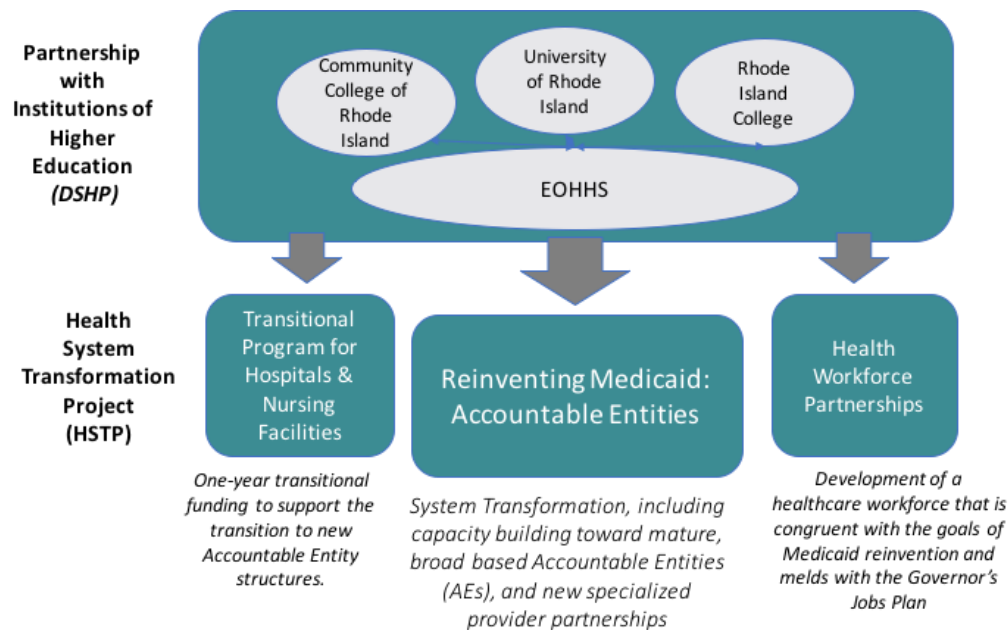 Partnership
with
Institutions of
Higher
Education
(DSHP)
Community
College of
Rhode
Island
University
of Rhode
Island
Rhode
Island
College
EOHHS
Health
System
Transformation
Project
(HSTP)
Transitional
Program for
Hospitals &
Nursing
Facilities
Reinventing Medicaid:
Accountable Entities
Health
Workforce
Partnerships
One-year transitional
funding to support the
transition to new
Accountable Entity
structures.
System Transformation, including
capacity building toward mature,
broad based Accountable Entities
(AEs), and new specialized
provider partnerships
Development of a
healthcare workforce that is
congruent with the goals of
Medicaid reinvention and
melds with the Governor’s
Jobs Plan